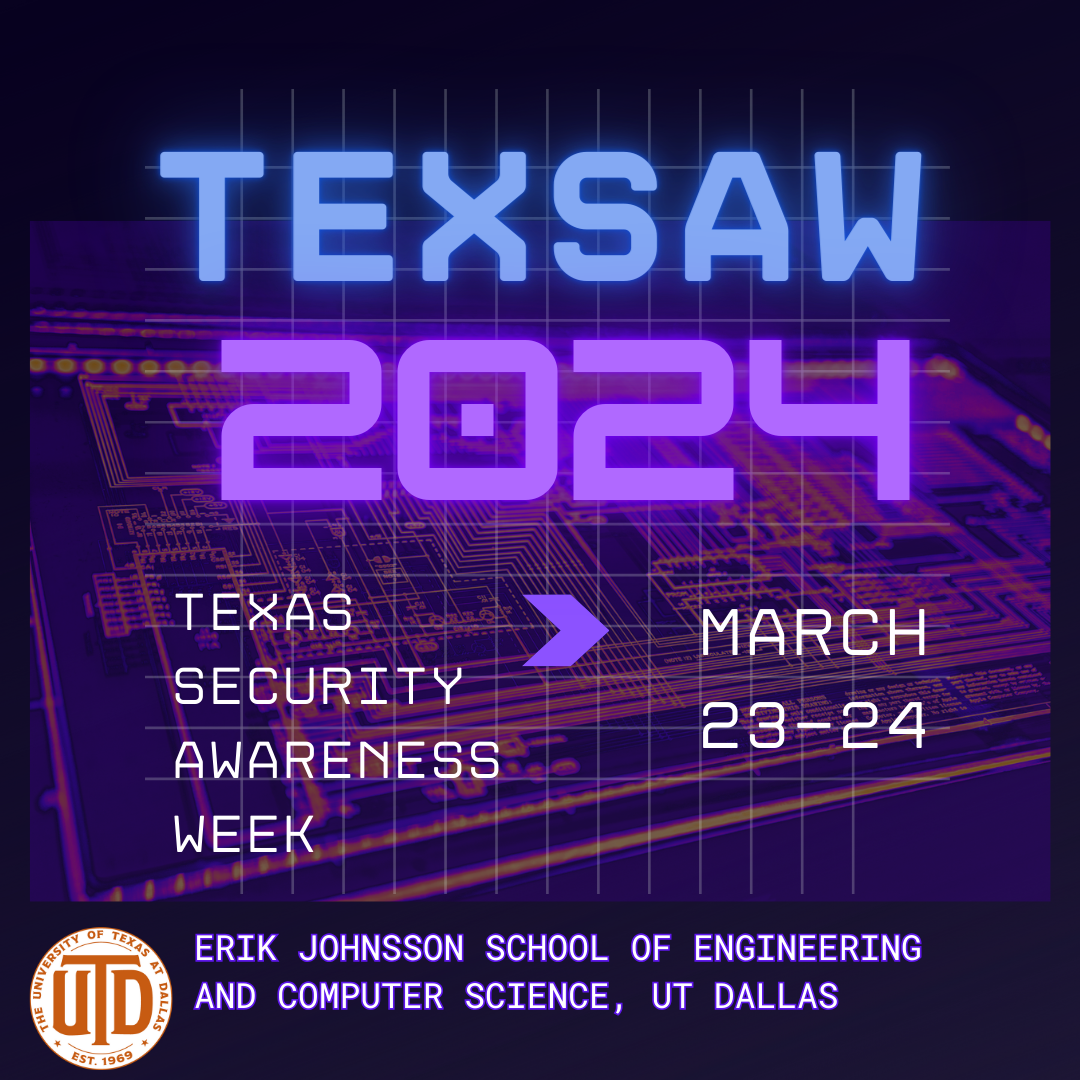 TEXSAW
2024
TEXAS
SECURITY
AWARENESS
WEEK
MARCH
23-24
THE UNIVERSITY OF TEXAS AT DALLAS
UTD
EST. 1969
ERIK JOHNSSON SCHOOL OF ENGINEERING
AND COMPUTER SCIENCE, UT DALLAS